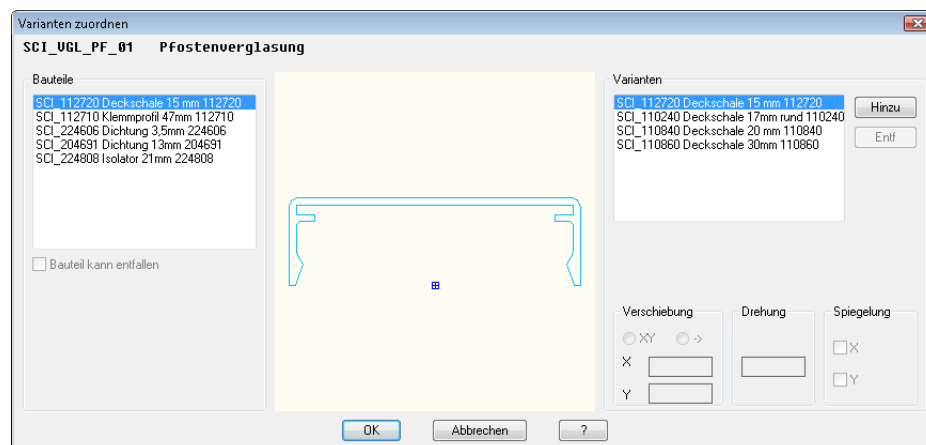 Varianten zuordnen
SCI_VGL_PF_01 Pfostenverglasung
Bauteile
SCI_112720 Deckschale 15 mm 112720
SCI_112710 Klemmprofil 47mm 112710
SCI_224606 Dichtung 3,5mm 224606
SCI_204691 Dichtung 13mm 204691
SCI_224808 Isolator 21mm 224808
Bauteil kann entfallen
Varianten
SCI_112720 Deckschale 15 mm 112720
SCI_110240 Deckschale 17mm rund 110240
SCI_110840 Deckschale 20 mm 110840
SCI_110860 Deckschale 30mm 110860
Hinzu
Entf
Verschiebung
XY ->
X
Y
Drehung
Spiegelung
X
Y
OK Abbrechen ?